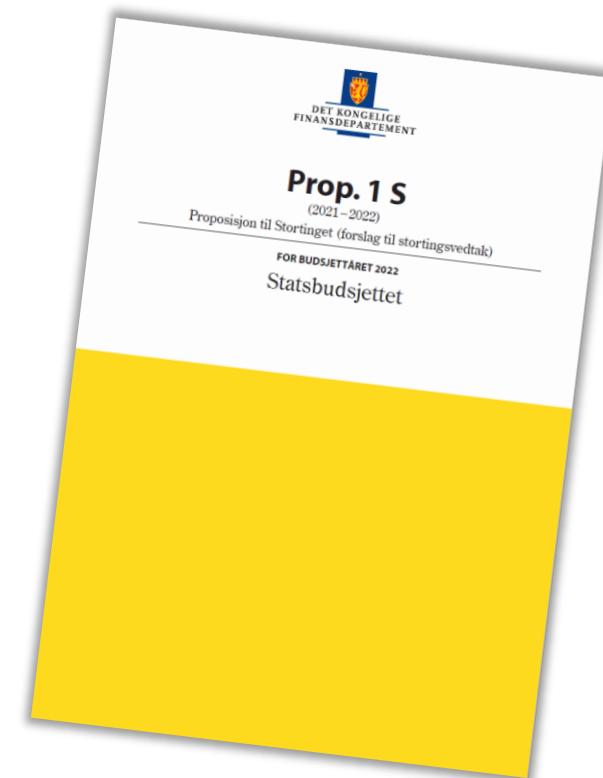 DET KONGELIGE
FINANSDEPARTEMENT
Prop. 1 S
(2021–2022)
Proposisjon til Stortinget (forslag til stortingsvedtak)
FOR BUDSJETTÅRET 2022
Statsbudsjettet